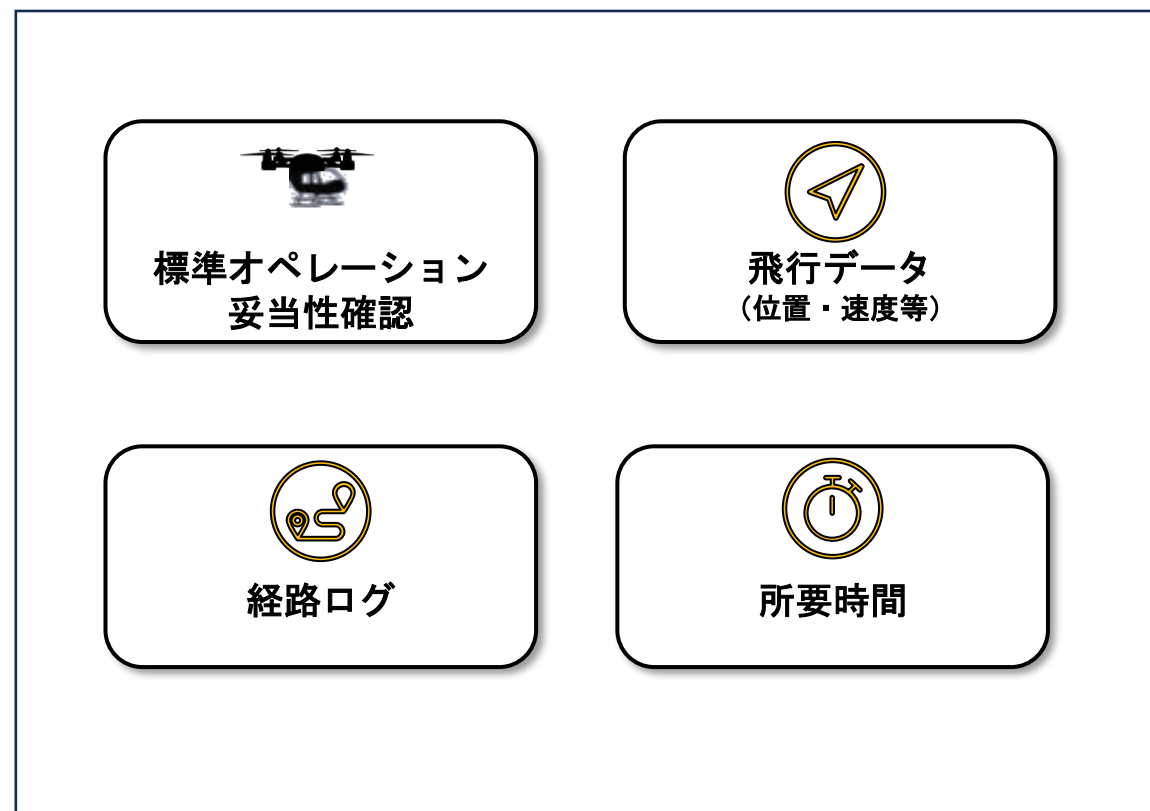 標準オペレーション
妥当性確認
飛行データ
（位置・速度等）
経路ログ
所要時間